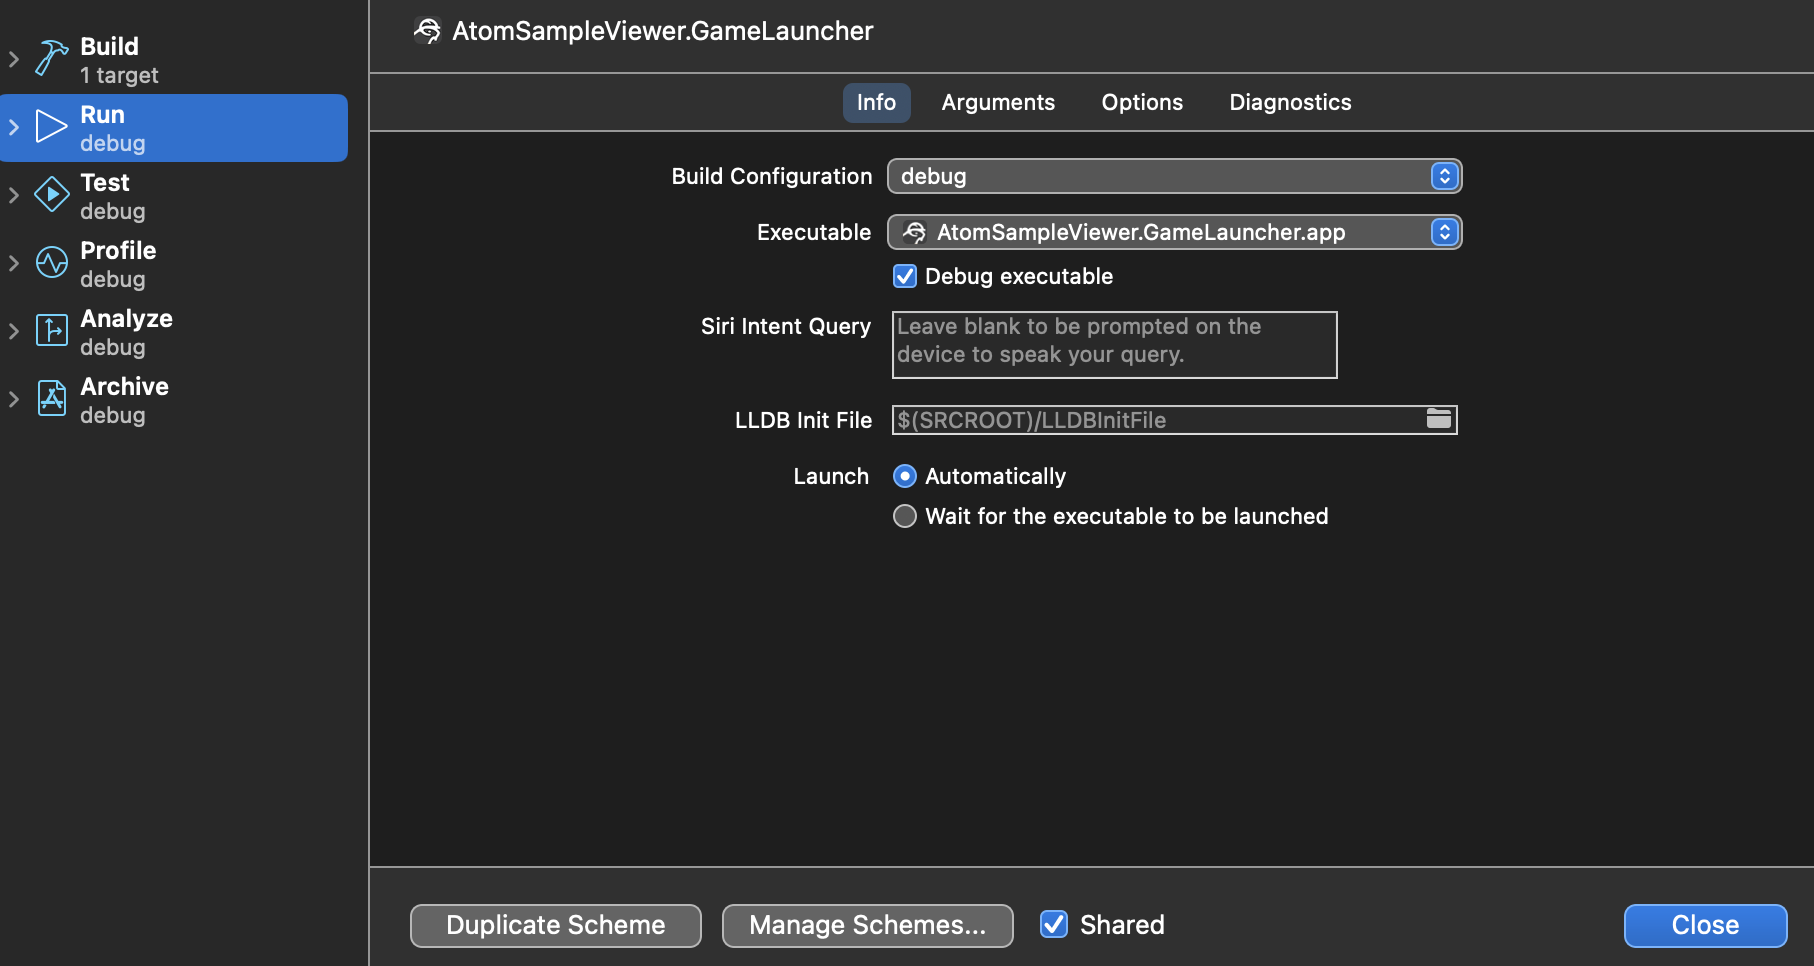 Build
1 target
Run
debug
Test
debug
Profile
debug
Analyze
debug
Archive
debug
AtomSampleViewer.GameLauncher
Info Arguments Options Diagnostics
Build Configuration debug
Executable AtomSampleViewer.GameLauncher.app
Debug executable
Siri Intent Query Leave blank to be prompted on the
device to speak your query.
LLDB Init File $(SRCROOT)/LLDBInitFile
Launch Automatically
Wait for the executable to be launched
Duplicate Scheme Manage Schemes... Shared Close